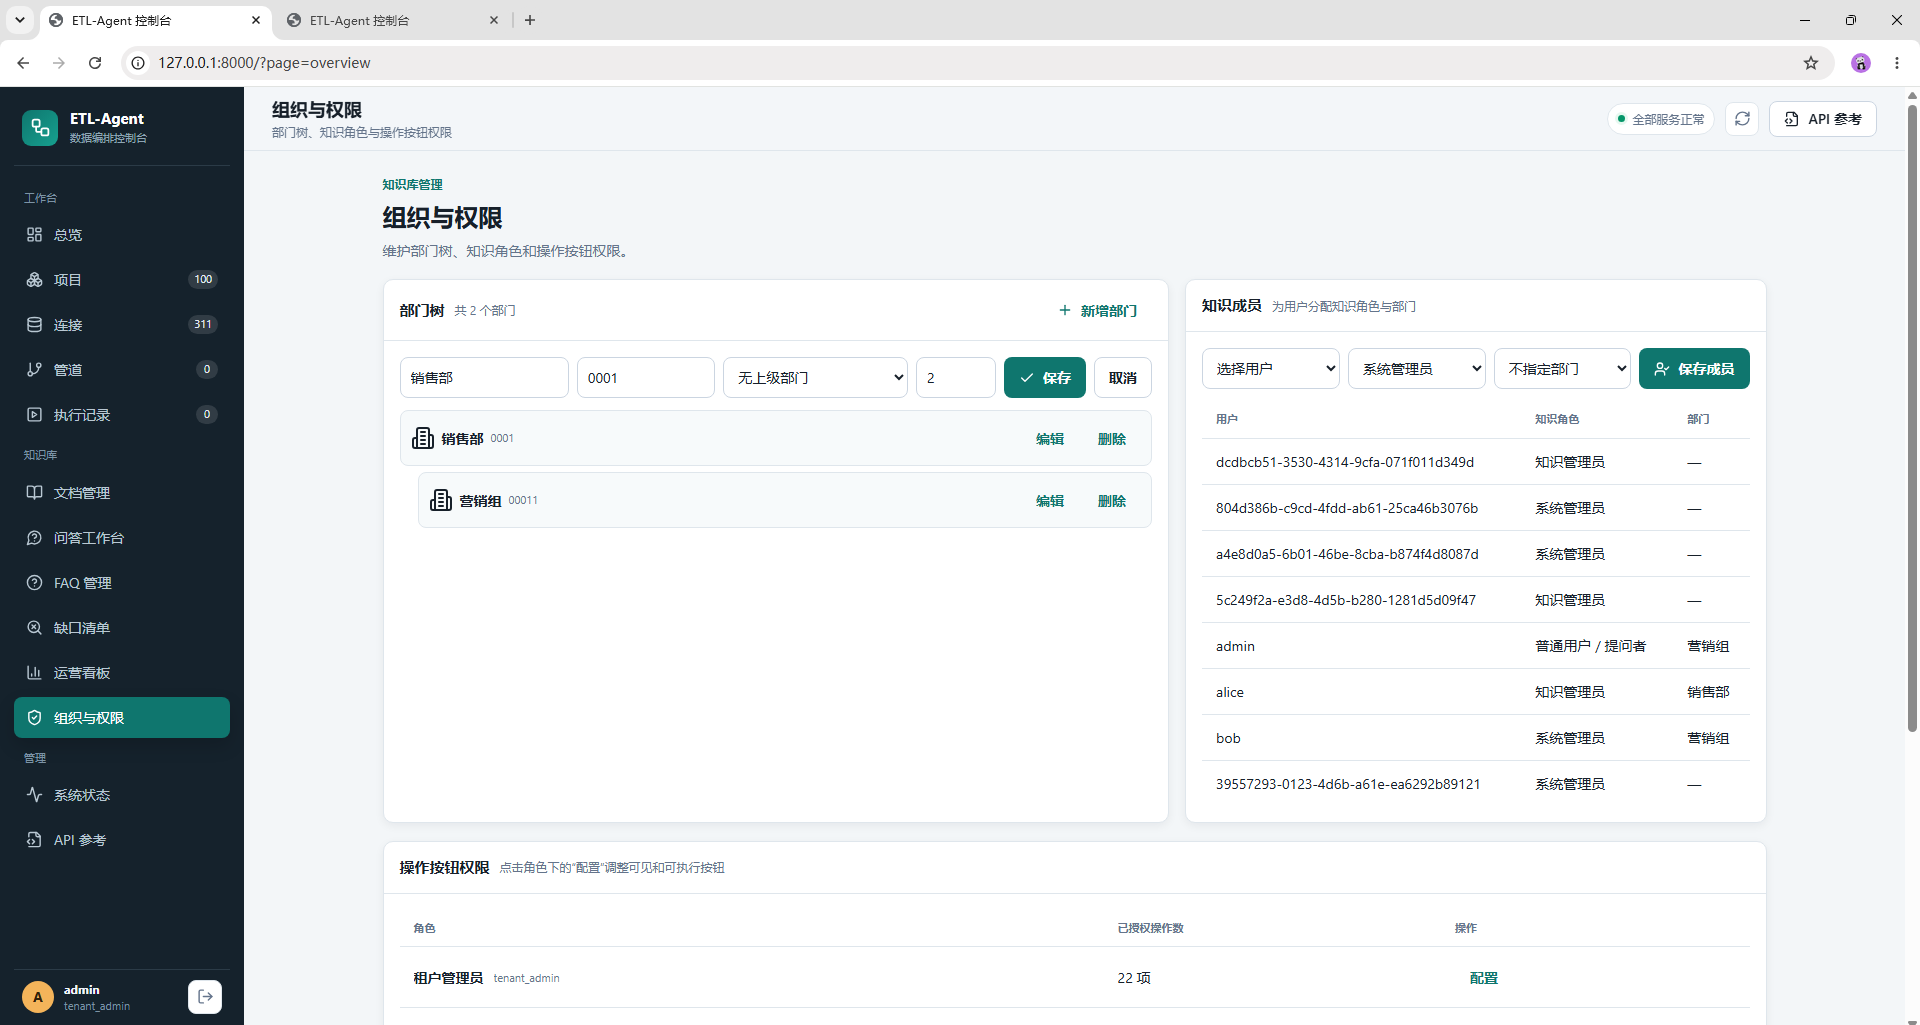 ETL-Agent 控制台
ETL-Agent 控制台
127.0.0.1:8000/?page=overview
ETL-Agent
数据编排控制台
工作台
总览
项目 100
连接 311
管道 0
执行记录 0
知识库
文档管理
问答工作台
FAQ 管理
缺口清单
运营看板
组织与权限
管理
系统状态
API 参考
A
admin
tenant_admin
组织与权限
部门树、知识角色与操作按钮权限
全部服务正常
API 参考
知识库管理
组织与权限
维护部门树、知识角色和操作按钮权限。
部门树 共 2 个部门
新增部门
销售部 0001 无上级部门 2 保存 取消
销售部 0001 编辑 删除
营销组 00011 编辑 删除
知识成员 为用户分配知识角色与部门
选择用户 系统管理员 不指定部门 保存成员
用户 知识角色 部门
dcdbcb51-3530-4314-9cfa-071f011d349d 知识管理员 —
804d386b-c9cd-4fdd-ab61-25ca46b3076b 系统管理员 —
a4e8d0a5-6b01-46be-8cba-b874f4d8087d 系统管理员 —
5c249f2a-e3d8-4d5b-b280-1281d5d09f47 知识管理员 —
admin 普通用户 / 提问者 营销组
alice 知识管理员 销售部
bob 系统管理员 营销组
39557293-0123-4d6b-a61e-ea6292b89121 系统管理员 —
操作按钮权限 点击角色下的“配置”调整可见和可执行按钮
角色 已授权操作数 操作
租户管理员 tenant_admin 22 项 配置